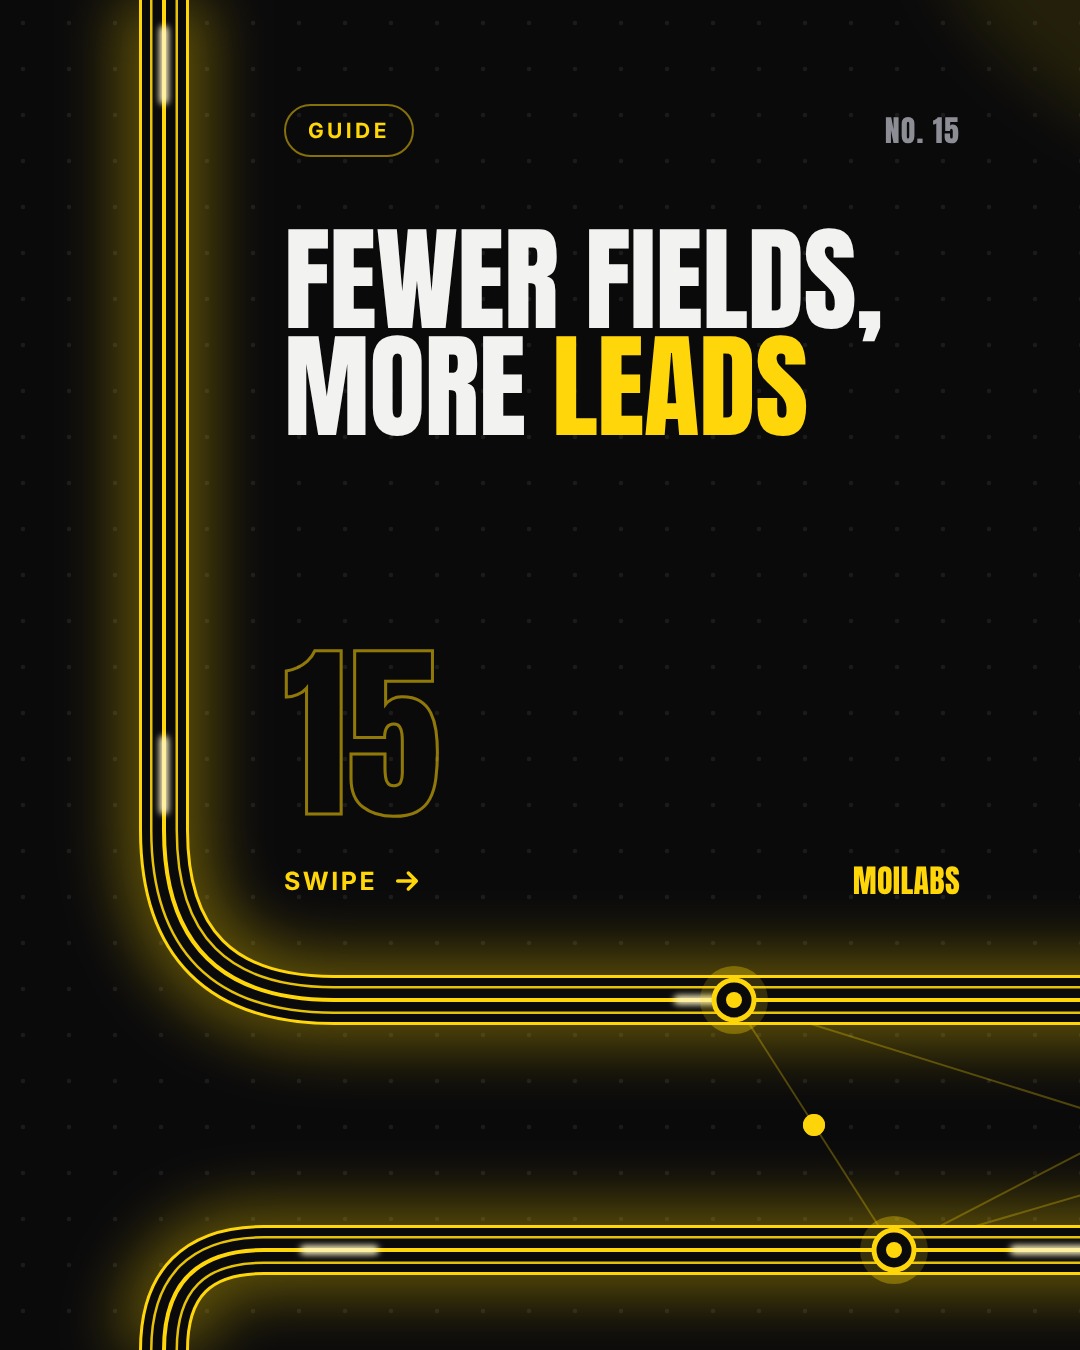 GUIDE
NO. 15
FEWER FIELDS,
MORE LEADS
15
SWIPE →
MOILABS